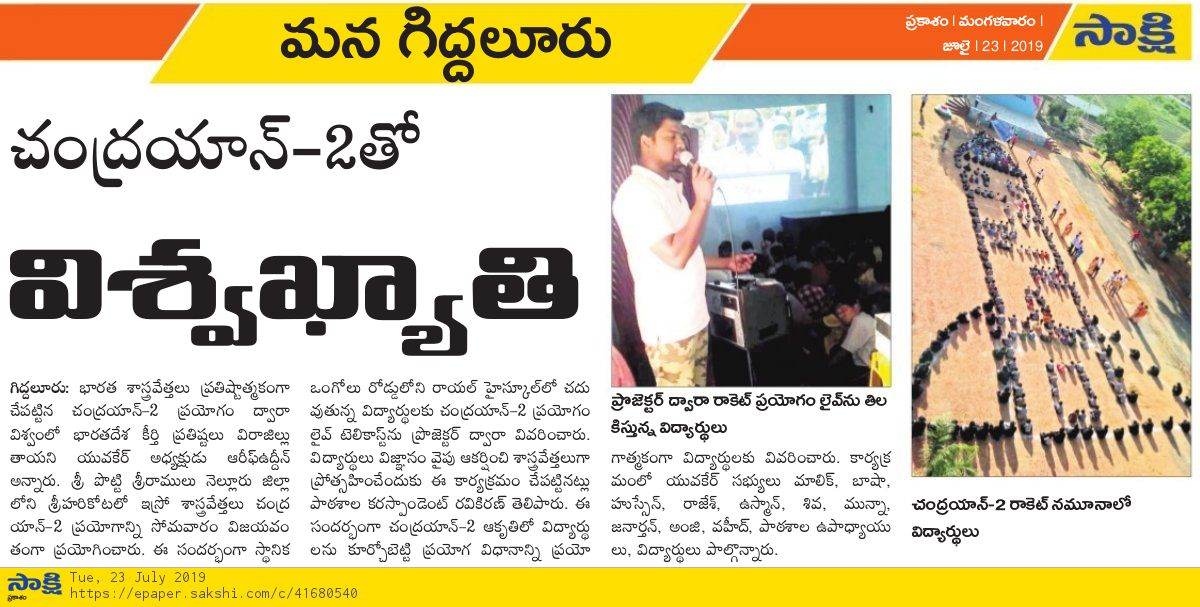 మన గిద్దలూరు
ప్రకాశం | మంగళవారం |
జూలై | 23 | 2019
సాక్షి
చంద్రయాన్-2తో
విశ్వఖ్యాతి
గిద్దలూరు: భారత శాస్త్రవేత్తలు ప్రతిష్టాత్మకంగా
చేపట్టిన చంద్రయాన్-2 ప్రయోగం ద్వారా
విశ్వంలో భారతదేశ కీర్తి ప్రతిష్టలు విరాజిల్లు
తాయని యువకేర్ అధ్యక్షుడు ఆరీఫ్ఉద్దీన్
అన్నారు. శ్రీ పొట్టి శ్రీరాములు నెల్లూరు జిల్లా
లోని శ్రీహరికోటలో ఇస్రో శాస్త్రవేత్తలు చంద్ర
యాన్-2 ప్రయోగాన్ని సోమవారం విజయవం
తంగా ప్రయోగించారు. ఈ సందర్భంగా స్థానిక
ఒంగోలు రోడ్డులోని రాయల్ హైస్కూల్‌లో చదు
వుతున్న విద్యార్థులకు చంద్రయాన్-2 ప్రయోగం
లైవ్ టెలికాస్ట్‌ను ప్రొజెక్టర్ ద్వారా వివరించారు.
విద్యార్థులు విజ్ఞానం వైపు ఆకర్షించి శాస్త్రవేత్తలుగా
ప్రోత్సహించేందుకు ఈ కార్యక్రమం చేపట్టినట్లు
పాఠశాల కరస్పాండెంట్ రవికిరణ్ తెలిపారు. ఈ
సందర్భంగా చంద్రయాన్-2 ఆకృతిలో విద్యార్థు
లను కూర్చోబెట్టి ప్రయోగ విధానాన్ని ప్రయో
ప్రాజెక్టర్ ద్వారా రాకెట్ ప్రయోగం లైవ్‌ను తిల
కిస్తున్న విద్యార్థులు
గాత్మకంగా విద్యార్థులకు వివరించారు. కార్యక్ర
మంలో యువకేర్ సభ్యులు మాలిక్, బాషా,
హుస్సేన్, రాజేశ్, ఉస్మాన్, శివ, మున్నా,
జనార్దన్, అంజి, వహీద్, పాఠశాల ఉపాధ్యాయు
లు, విద్యార్థులు పాల్గొన్నారు.
చంద్రయాన్-2 రాకెట్ నమూనాలో
విద్యార్థులు
సాక్షి
ప్రకాశం
Tue, 23 July 2019
https://epaper.sakshi.com/c/41680540